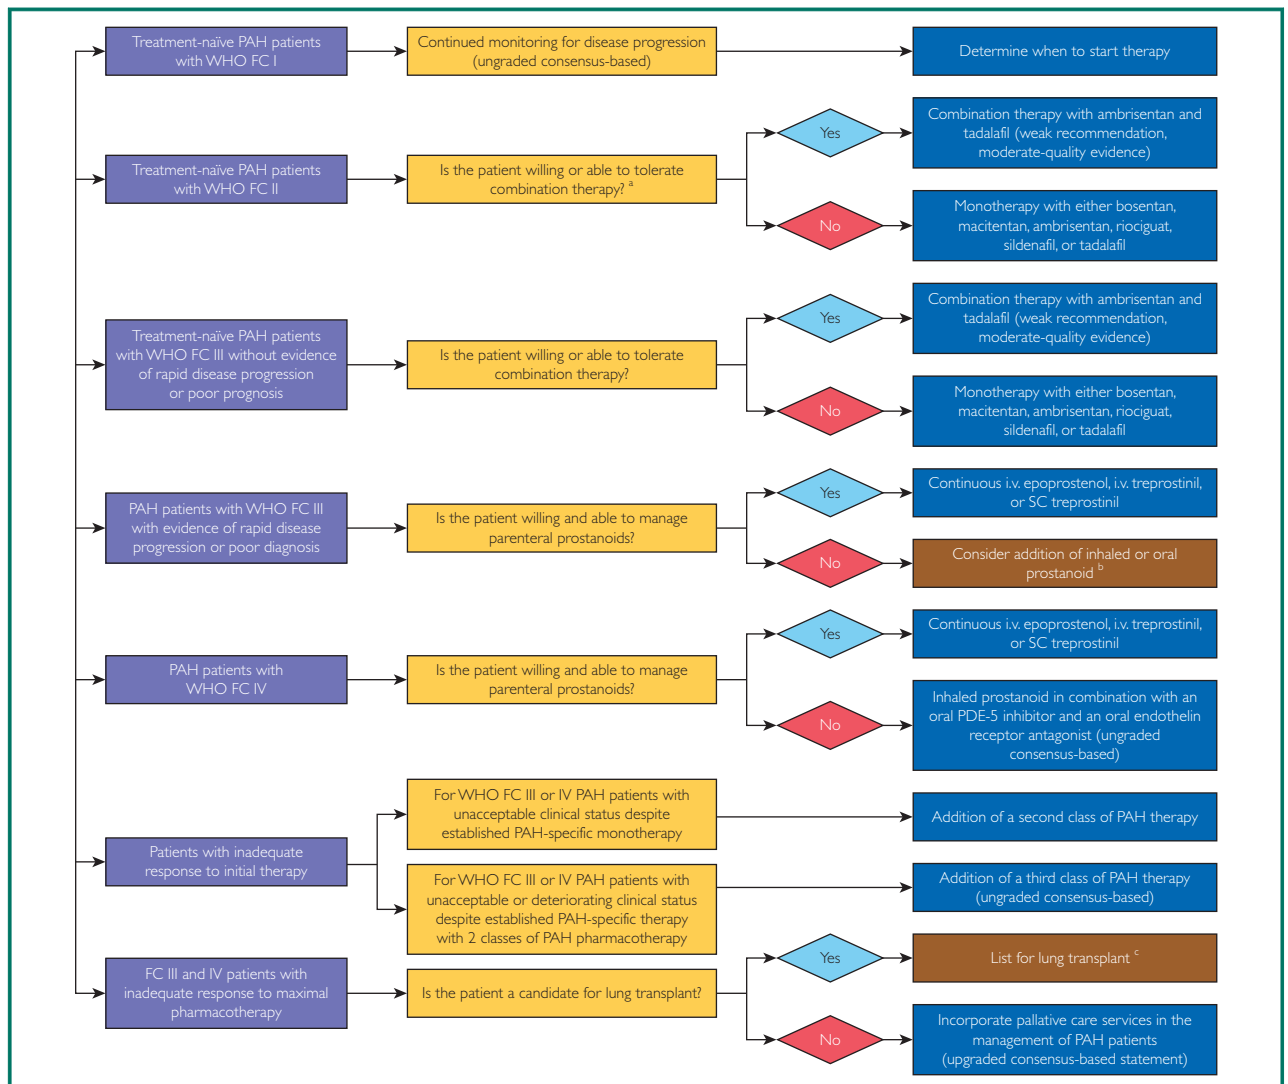 Treatment-naïve PAH patients
with WHO FC I
Continued monitoring for disease progression
(ungraded consensus-based)
Determine when to start therapy
Treatment-naïve PAH patients
with WHO FC II
Is the patient willing or able to tolerate
combination therapy? a
Yes
Combination therapy with ambrisentan and
tadalafil (weak recommendation,
moderate-quality evidence)
No
Monotherapy with either bosentan,
macitentan, ambrisentan, riociguat,
sildenafil, or tadalafil
Treatment-naïve PAH patients
with WHO FC III without evidence
of rapid disease progression
or poor prognosis
Is the patient willing or able to tolerate
combination therapy?
Yes
Combination therapy with ambrisentan and
tadalafil (weak recommendation,
moderate-quality evidence)
No
Monotherapy with either bosentan,
macitentan, ambrisentan, riociguat,
sildenafil, or tadalafil
PAH patients with WHO FC III
with evidence of rapid disease
progression or poor diagnosis
Is the patient willing and able to manage
parenteral prostanoids?
Yes
Continuous i.v. epoprostenol, i.v. treprostinil,
or SC treprostinil
No
Consider addition of inhaled or oral
prostanoid b
PAH patients with
WHO FC IV
Is the patient willing and able to manage
parenteral prostanoids?
Yes
Continuous i.v. epoprostenol, i.v. treprostinil,
or SC treprostinil
No
Inhaled prostanoid in combination with an
oral PDE-5 inhibitor and an oral endothelin
receptor antagonist (ungraded
consensus-based)
Patients with inadequate
response to initial therapy
For WHO FC III or IV PAH patients with
unacceptable clinical status despite
established PAH-specific monotherapy
Addition of a second class of PAH therapy
For WHO FC III or IV PAH patients with
unacceptable or deteriorating clinical status
despite established PAH-specific therapy
with 2 classes of PAH pharmacotherapy
Addition of a third class of PAH therapy
(ungraded consensus-based)
FC III and IV patients with
inadequate response to maximal
pharmacotherapy
Is the patient a candidate for lung transplant?
Yes
List for lung transplant c
No
Incorporate pallative care services in the
management of PAH patients
(upgraded consensus-based statement)